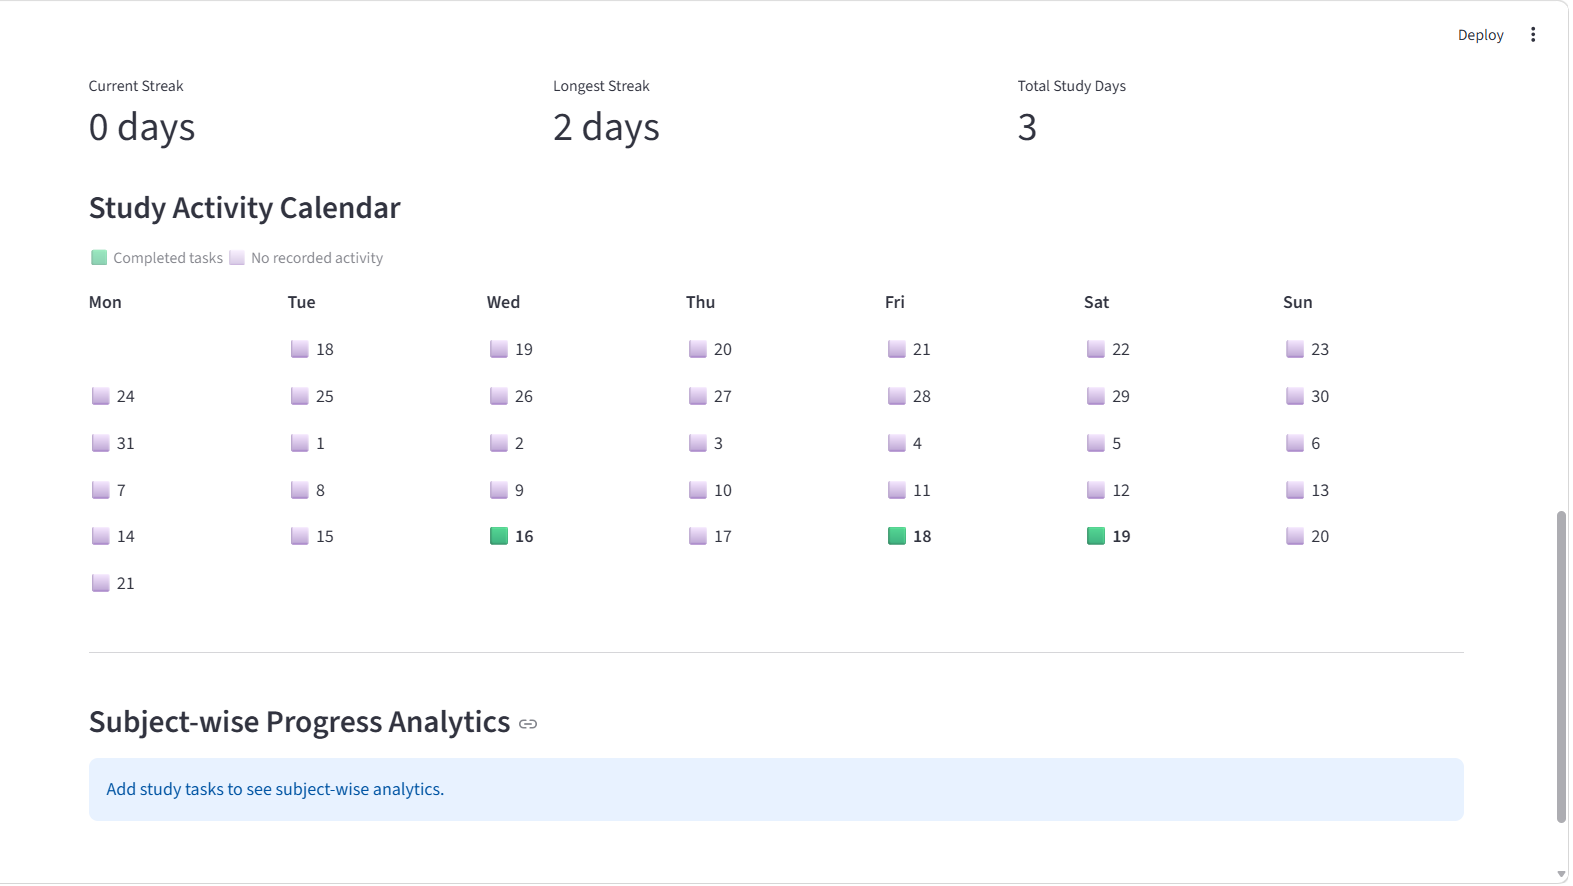 Deploy
Current Streak Longest Streak Total Study Days
0 days 2 days 3
Study Activity Calendar
Completed tasks No recorded activity
Mon Tue Wed Thu Fri Sat Sun
18 19 20 21 22 23
24 25 26 27 28 29 30
31 1 2 3 4 5 6
7 8 9 10 11 12 13
14 15 16 17 18 19 20
21
Subject-wise Progress Analytics
Add study tasks to see subject-wise analytics.